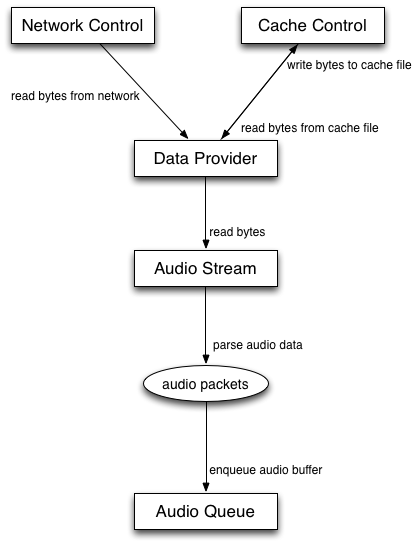 Network Control
Cache Control
write bytes to cache file
read bytes from network
read bytes from cache file
Data Provider
read bytes
Audio Stream
parse audio data
audio packets
enqueue audio buffer
Audio Queue